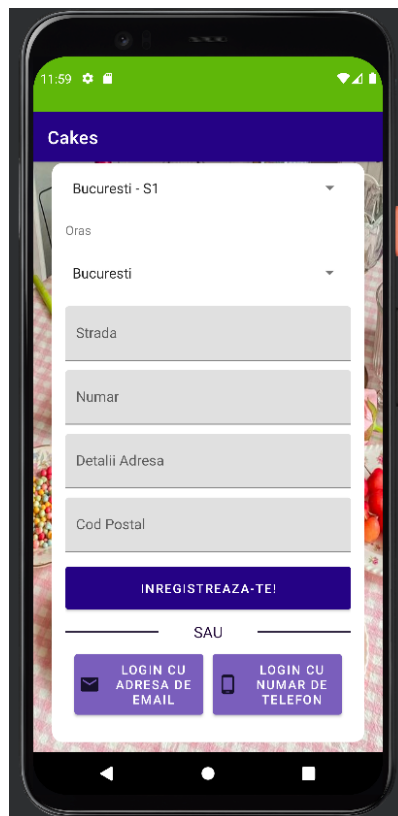 11:59
Cakes
Bucuresti - S1
Oras
Bucuresti
Strada
Numar
Detalii Adresa
Cod Postal
INREGISTREAZA-TE!
SAU
LOGIN CU
ADRESA DE
EMAIL
LOGIN CU
NUMAR DE
TELEFON